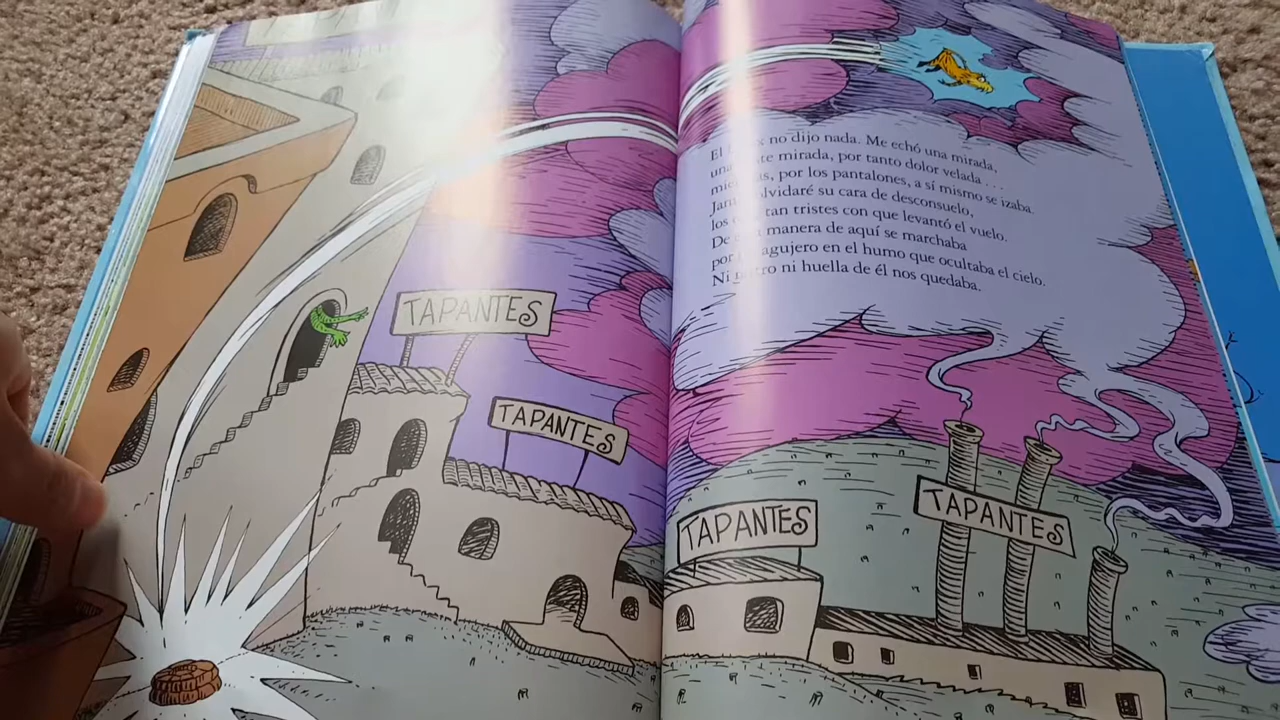 TAPANTES
TAPANTES
El no dijo nada. Me echó una mirada,
una mirada, por tanto dolor velada . . .
por los pantalones, a sí mismo se izaba.
olvidaré su cara de desconsuelo,
los tan tristes con que levantó el vuelo.
De manera de aquí se marchaba
por agujero en el humo que ocultaba el cielo.
Ni ni huella de él nos quedaba.
TAPANTES
TAPANTES